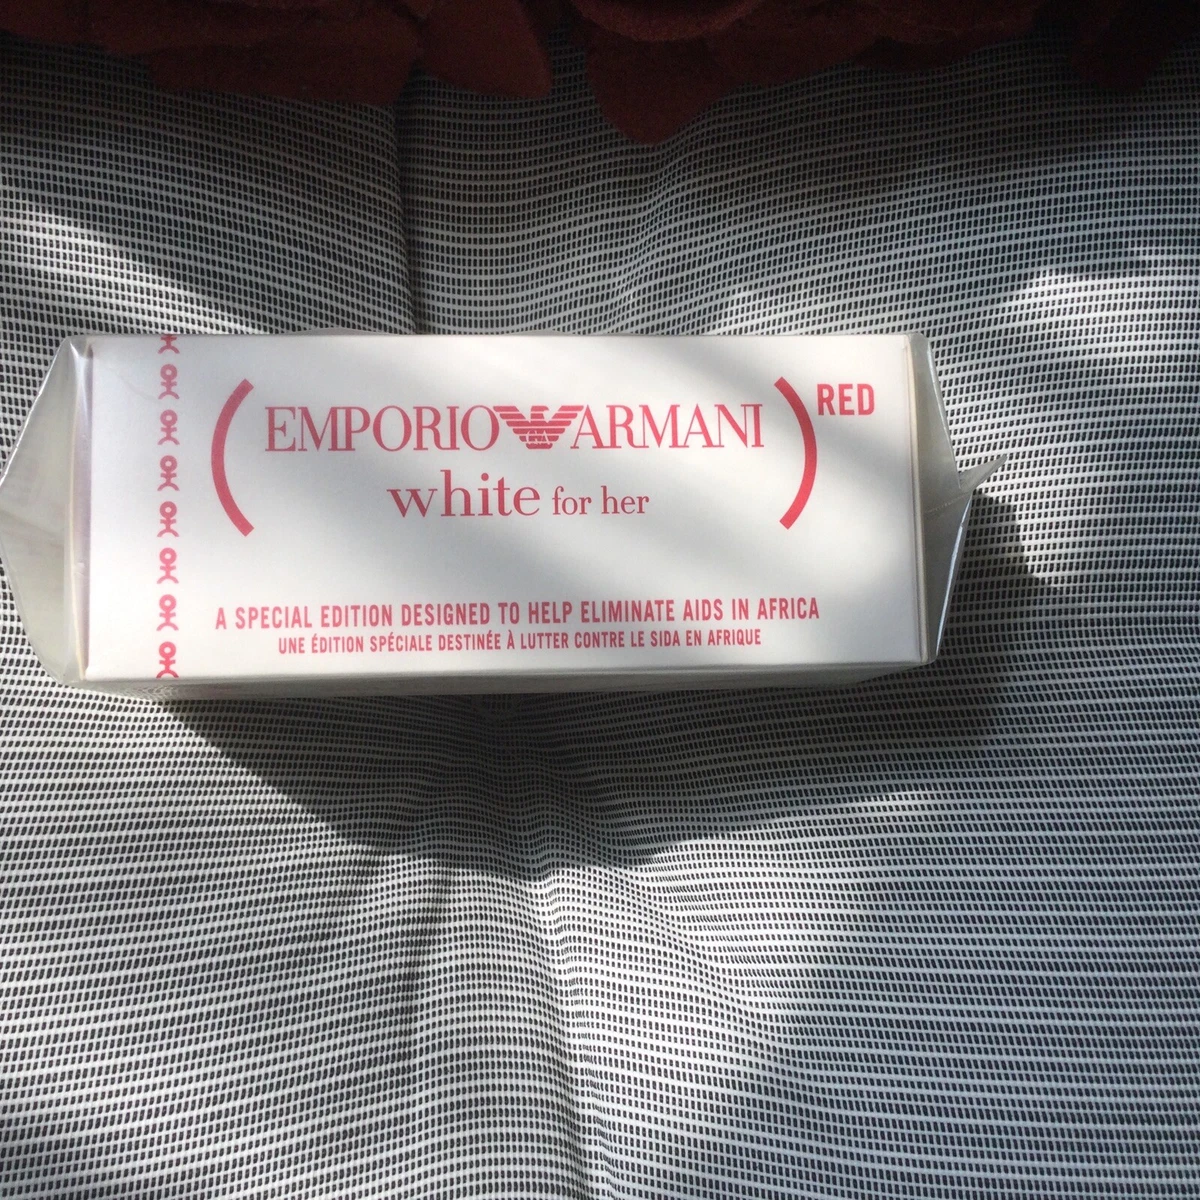 (EMPORIO ARMANI) RED
white for her
A SPECIAL EDITION DESIGNED TO HELP ELIMINATE AIDS IN AFRICA
UNE ÉDITION SPÉCIALE DESTINÉE À LUTTER CONTRE LE SIDA EN AFRIQUE